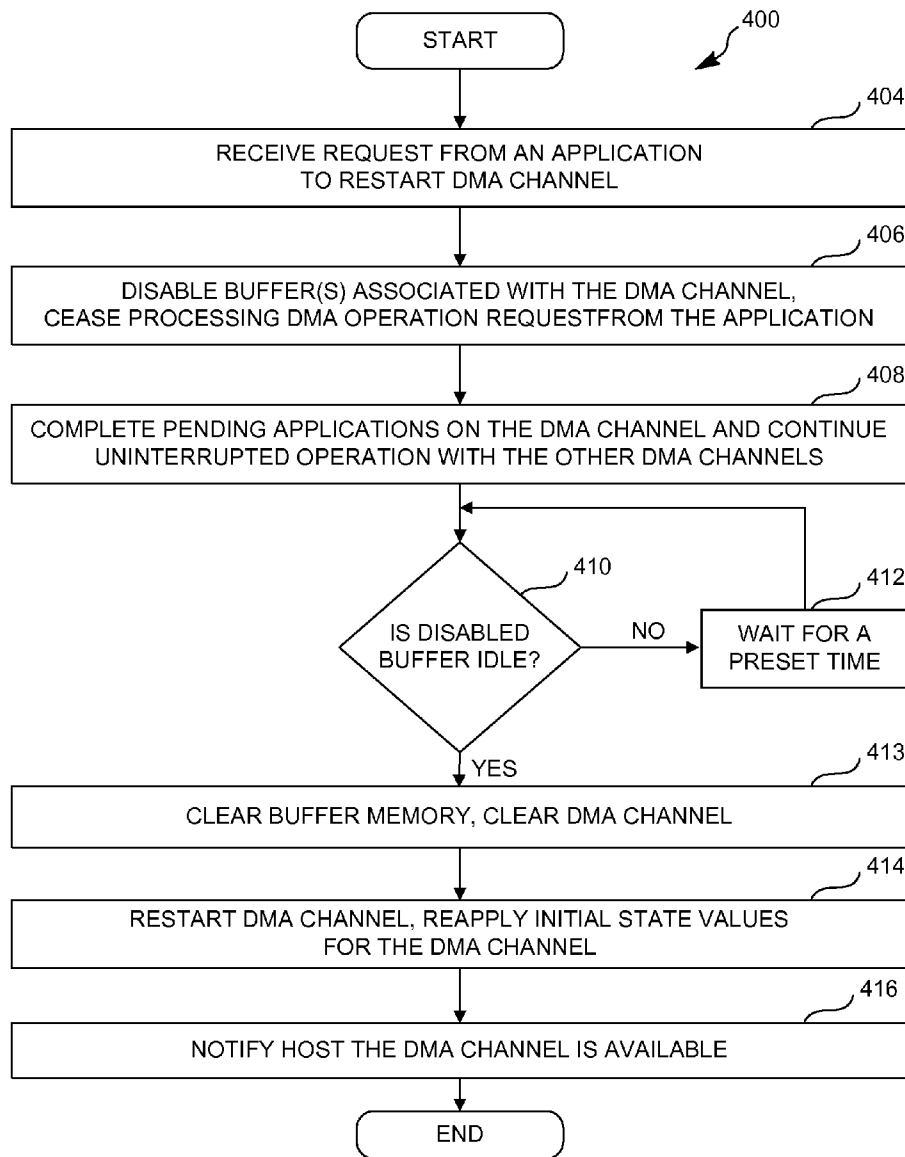 START
400
404
RECEIVE REQUEST FROM AN APPLICATION
TO RESTART DMA CHANNEL
406
DISABLE BUFFER(S) ASSOCIATED WITH THE DMA CHANNEL,
CEASE PROCESSING DMA OPERATION REQUESTFROM THE APPLICATION
408
COMPLETE PENDING APPLICATIONS ON THE DMA CHANNEL AND CONTINUE
UNINTERRUPTED OPERATION WITH THE OTHER DMA CHANNELS
410
IS DISABLED
BUFFER IDLE?
NO
412
WAIT FOR A
PRESET TIME
YES
413
CLEAR BUFFER MEMORY, CLEAR DMA CHANNEL
414
RESTART DMA CHANNEL, REAPPLY INITIAL STATE VALUES
FOR THE DMA CHANNEL
416
NOTIFY HOST THE DMA CHANNEL IS AVAILABLE
END